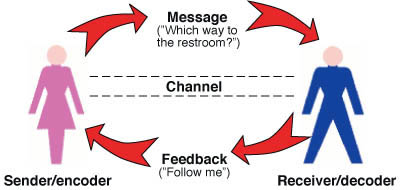 Message
("Which way to
the restroom?")
Channel
Feedback
("Follow me")
Sender/encoder
Receiver/decoder